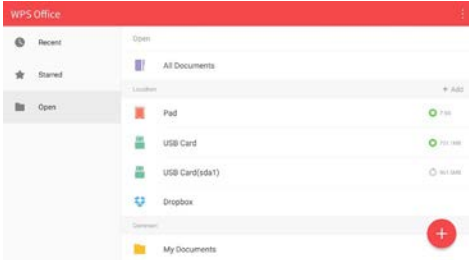 WPS Office
Recent
Starred
Open
Open
All Documents
Location
+ Add
Pad
USB Card
USB Card(sda1)
Dropbox
Common
My Documents